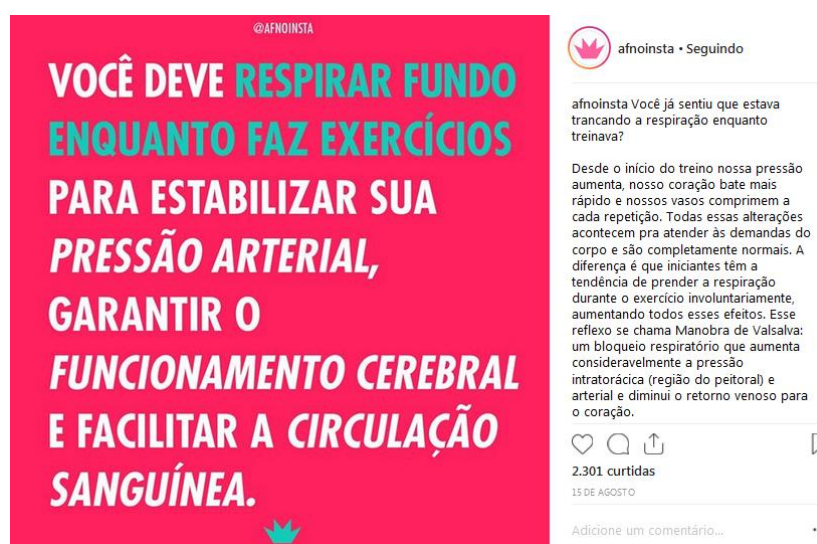 @AFNOINSTA
VOCÊ DEVE RESPIRAR FUNDO
ENQUANTO FAZ EXERCÍCIOS
PARA ESTABILIZAR SUA
PRESSÃO ARTERIAL,
GARANTIR O
FUNCIONAMENTO CEREBRAL
E FACILITAR A CIRCULAÇÃO
SANGUÍNEA.
afnoinsta • Seguindo
afnoinsta Você já sentiu que estava
trancando a respiração enquanto
treinava?
Desde o início do treino nossa pressão
aumenta, nosso coração bate mais
rápido e nossos vasos comprimem a
cada repetição. Todas essas alterações
acontecem pra atender às demandas do
corpo e são completamente normais. A
diferença é que iniciantes têm a
tendência de prender a respiração
durante o exercício involuntariamente,
aumentando todos esses efeitos. Esse
reflexo se chama Manobra de Valsalva:
um bloqueio respiratório que aumenta
consideravelmente a pressão
intratorácica (região do peitoral) e
arterial e diminui o retorno venoso para
o coração.
2.301 curtidas
15 DE AGOSTO
Adicione um comentário...